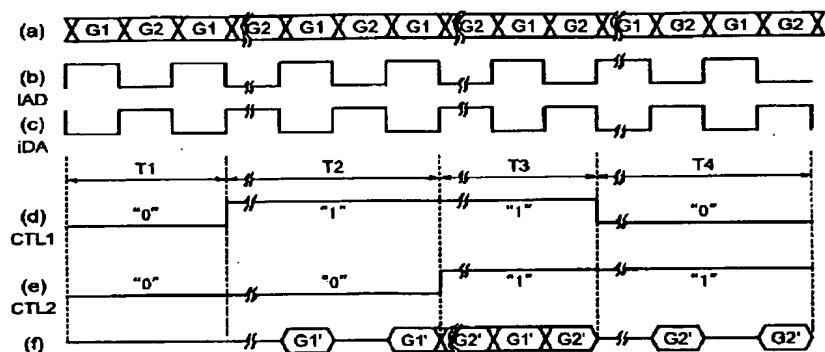 (a) G1 G2 G1 G2 G1 G2 G1 G2 G1 G2 G1 G2 G1 G2
(b)
IAD
(c)
iDA
T1 T2 T3 T4
(d) "0" "1" "1" "0"
CTL1
(e) "0" "0" "1" "1"
CTL2
(f) G1' G1' G2' G1' G2' G2' G2'